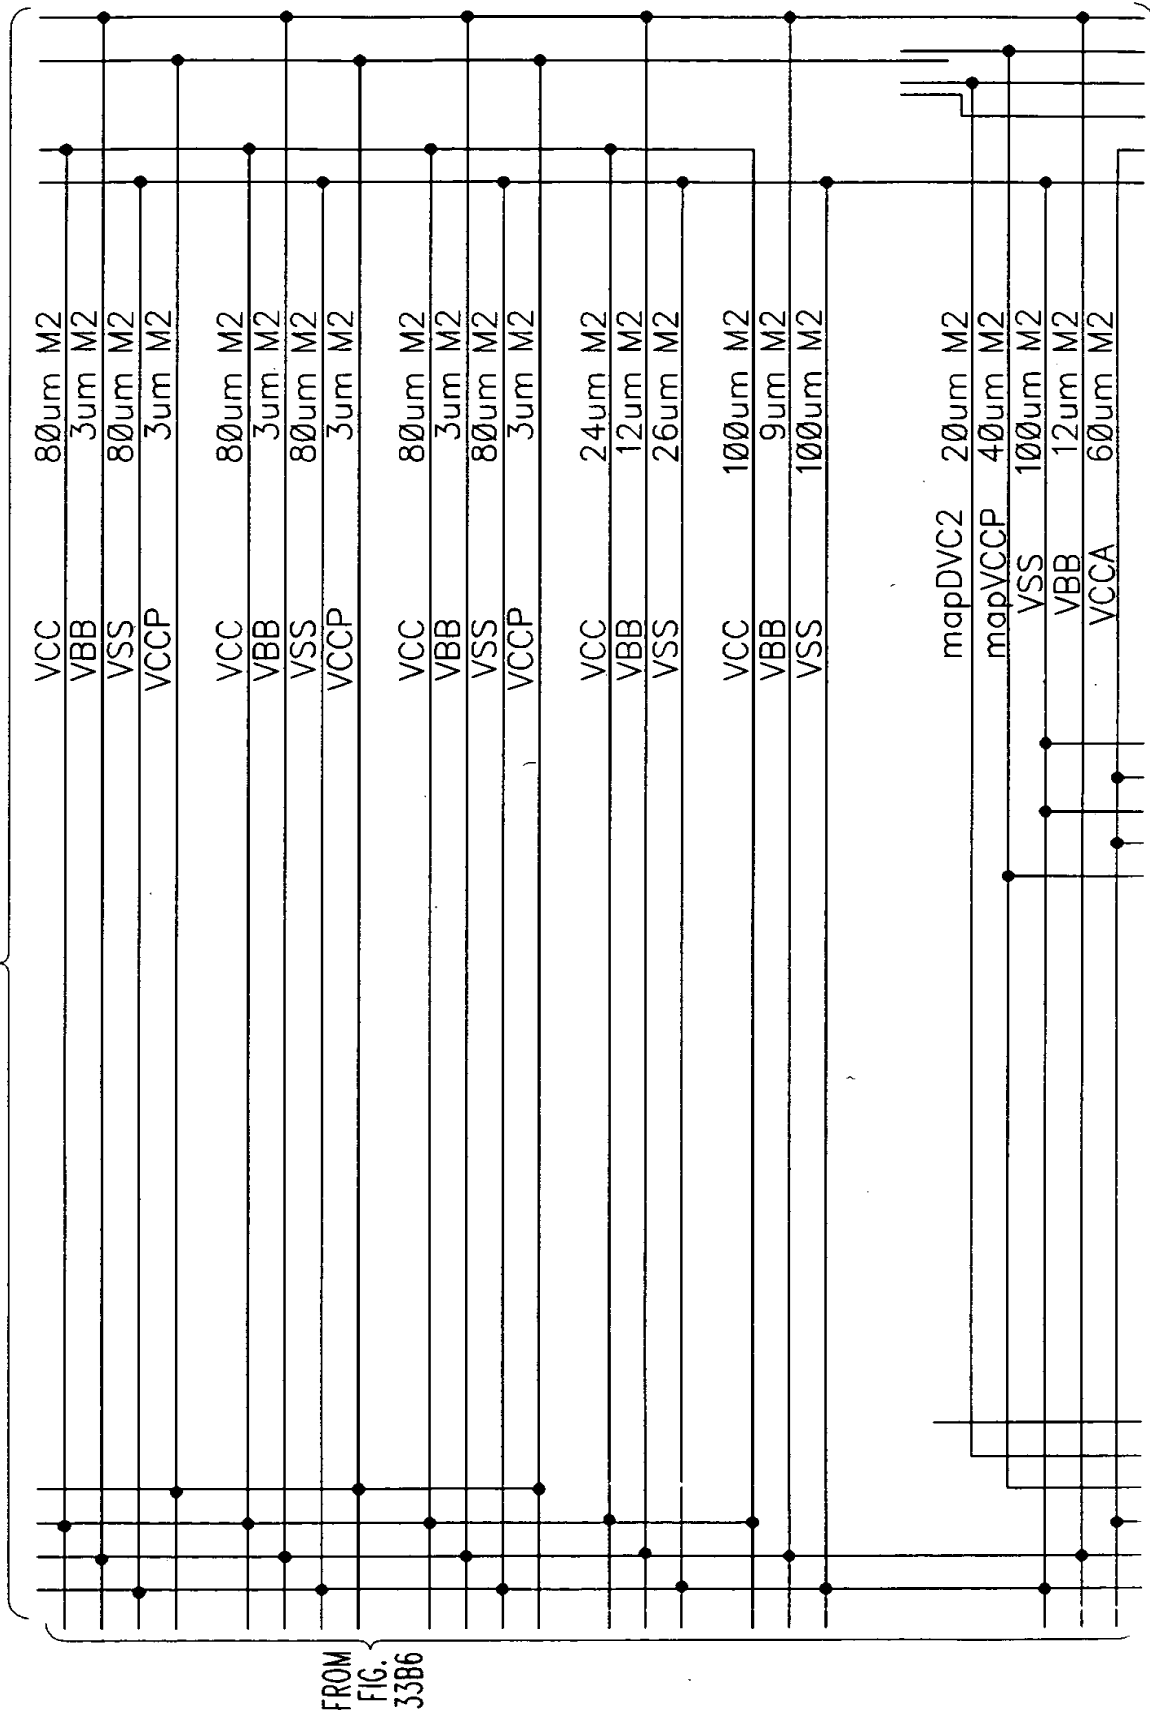 VCC 80um M2
VBB 3um M2
VSS 80um M2
VCCP 3um M2
VCC 80um M2
VBB 3um M2
VSS 80um M2
VCCP 3um M2
VCC 80um M2
VBB 3um M2
VSS 80um M2
VCCP 3um M2
VCC 24um M2
VBB 12um M2
VSS 26um M2
VCC 100um M2
VBB 9um M2
VSS 100um M2
mapDVC2 20um M2
mapVCCP 40um M2
VSS 100um M2
VBB 12um M2
VCCA 60um M2
FROM
FIG.
33B6